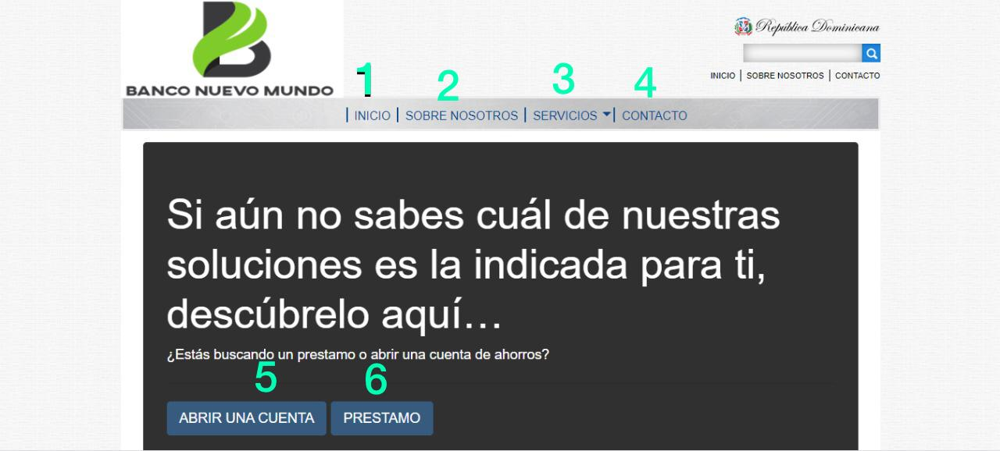 BANCO NUEVO MUNDO
República Dominicana
INICIO | SOBRE NOSOTROS | CONTACTO
1 2 3 4
| INICIO | SOBRE NOSOTROS | SERVICIOS | CONTACTO
Si aún no sabes cuál de nuestras
soluciones es la indicada para ti,
descúbrelo aquí…
¿Estás buscando un prestamo o abrir una cuenta de ahorros?
5 6
ABRIR UNA CUENTA PRESTAMO